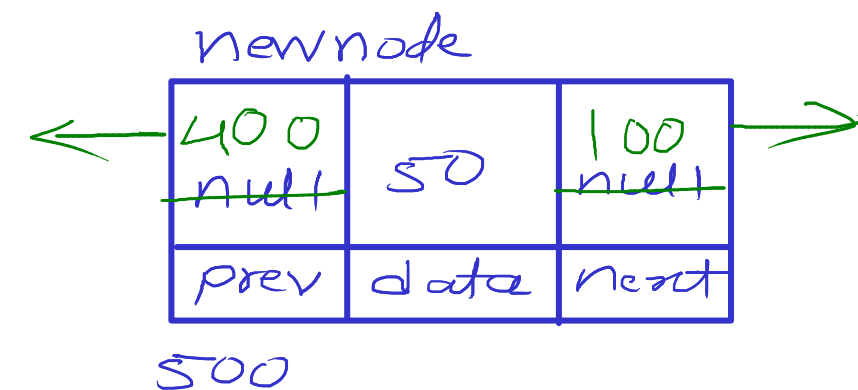 newnode
400 50 100
null null
prev data next
500